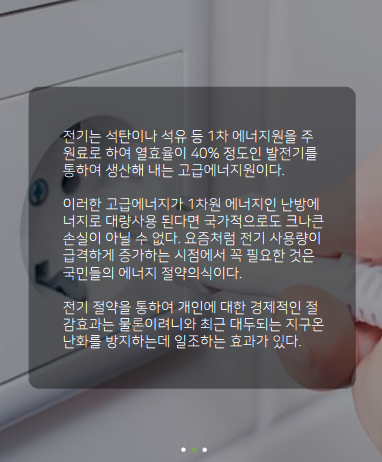 전기는 석탄이나 석유 등 1차 에너지원을 주
원료로 하여 열효율이 40% 정도인 발전기를
통하여 생산해 내는 고급에너지원이다.
이러한 고급에너지가 1차원 에너지인 난방에
너지로 대량사용 된다면 국가적으로도 크나큰
손실이 아닐 수 없다. 요즘처럼 전기 사용량이
급격하게 증가하는 시점에서 꼭 필요한 것은
국민들의 에너지 절약의식이다.
전기 절약을 통하여 개인에 대한 경제적인 절
감효과는 물론이려니와 최근 대두되는 지구온
난화를 방지하는데 일조하는 효과가 있다.